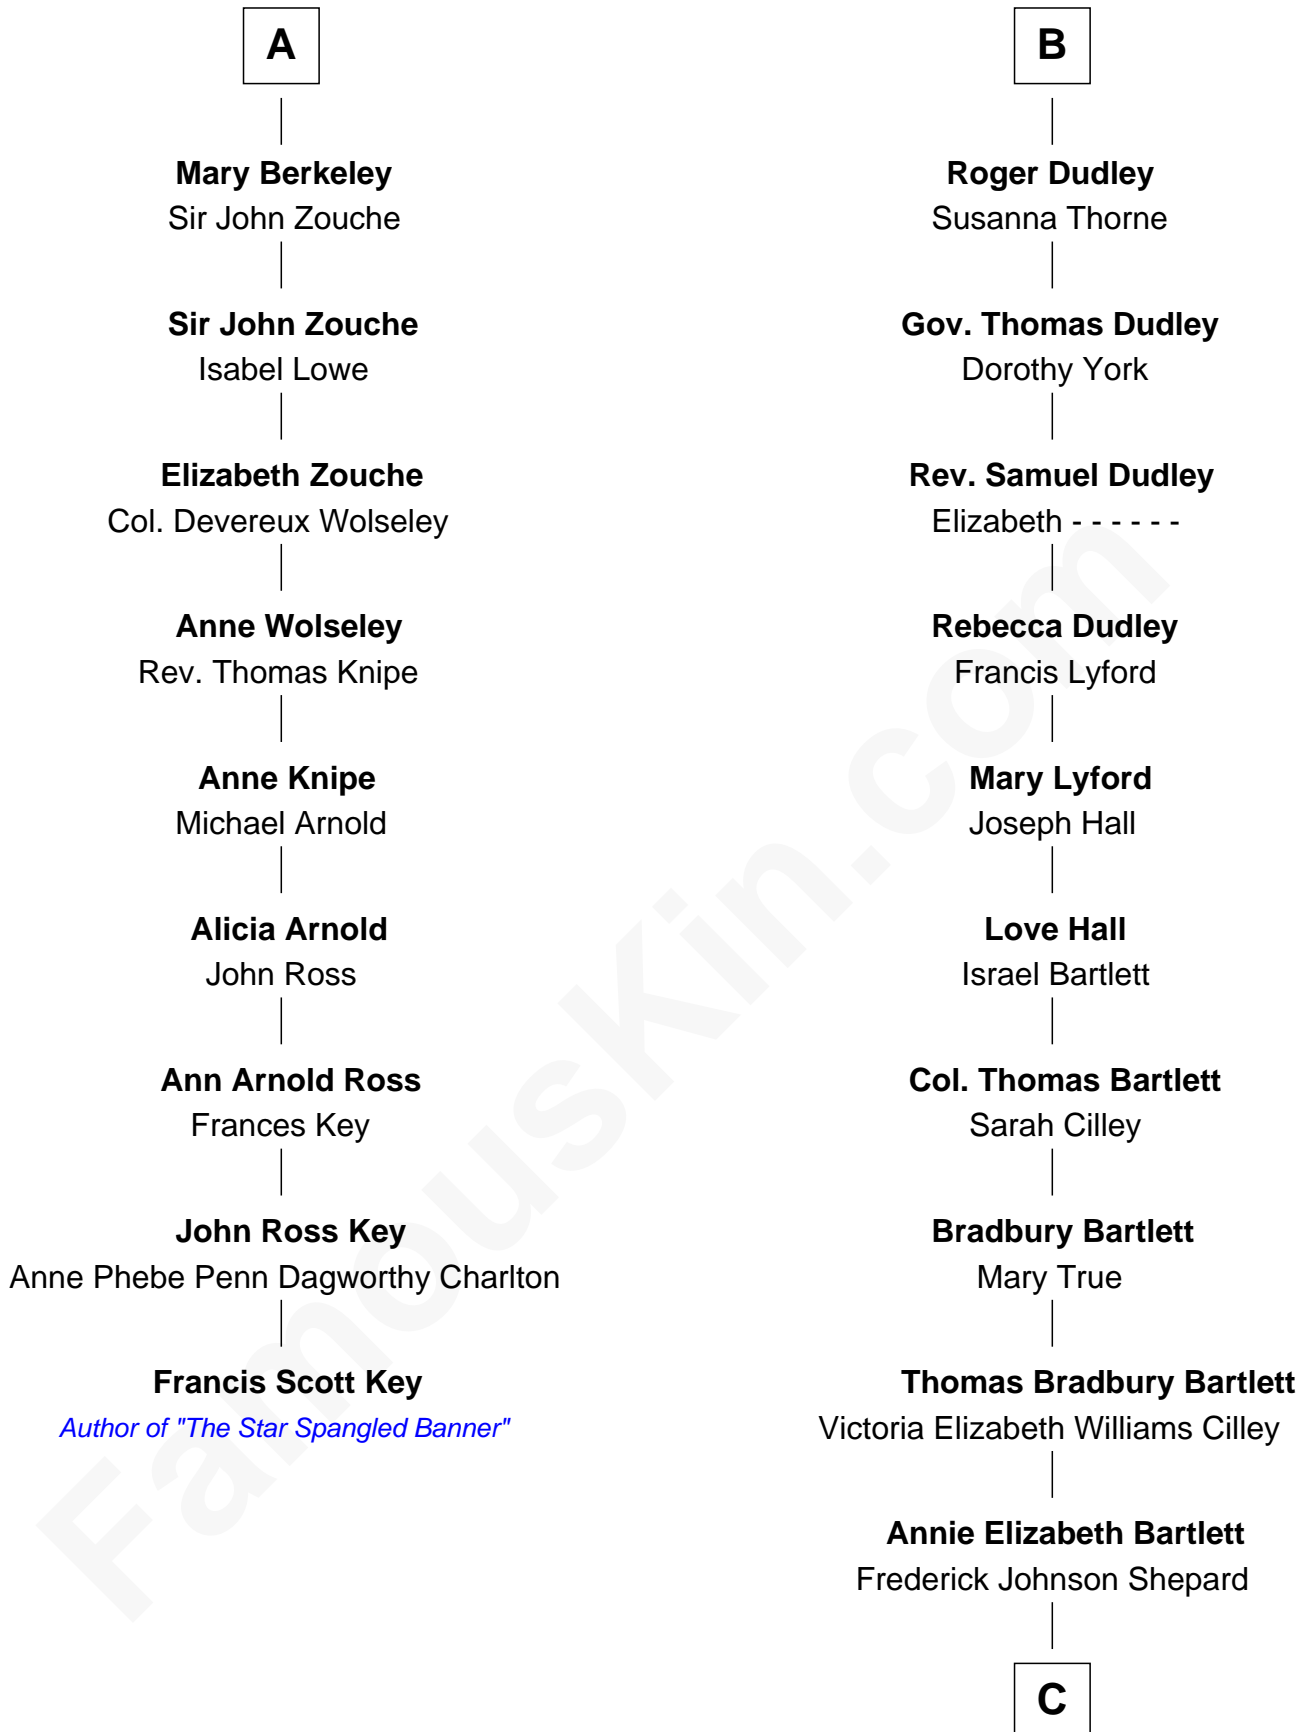 A
Mary Berkeley
Sir John Zouche
Sir John Zouche
Isabel Lowe
Elizabeth Zouche
Col. Devereux Wolseley
Anne Wolseley
Rev. Thomas Knipe
Anne Knipe
Michael Arnold
Alicia Arnold
John Ross
Ann Arnold Ross
Frances Key
John Ross Key
Anne Phebe Penn Dagworthy Charlton
Francis Scott Key
Author of "The Star Spangled Banner"
B
Roger Dudley
Susanna Thorne
Gov. Thomas Dudley
Dorothy York
Rev. Samuel Dudley
Elizabeth - - - - - -
Rebecca Dudley
Francis Lyford
Mary Lyford
Joseph Hall
Love Hall
Israel Bartlett
Col. Thomas Bartlett
Sarah Cilley
Bradbury Bartlett
Mary True
Thomas Bradbury Bartlett
Victoria Elizabeth Williams Cilley
Annie Elizabeth Bartlett
Frederick Johnson Shepard
C
FamousKin.com